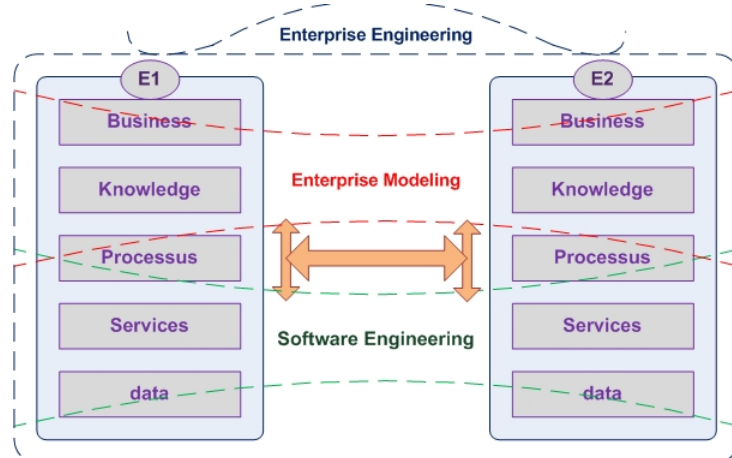 Enterprise Engineering
E1
E2
Business
Business
Knowledge
Enterprise Modeling
Knowledge
Processus
Processus
Services
Software Engineering
Services
data
data